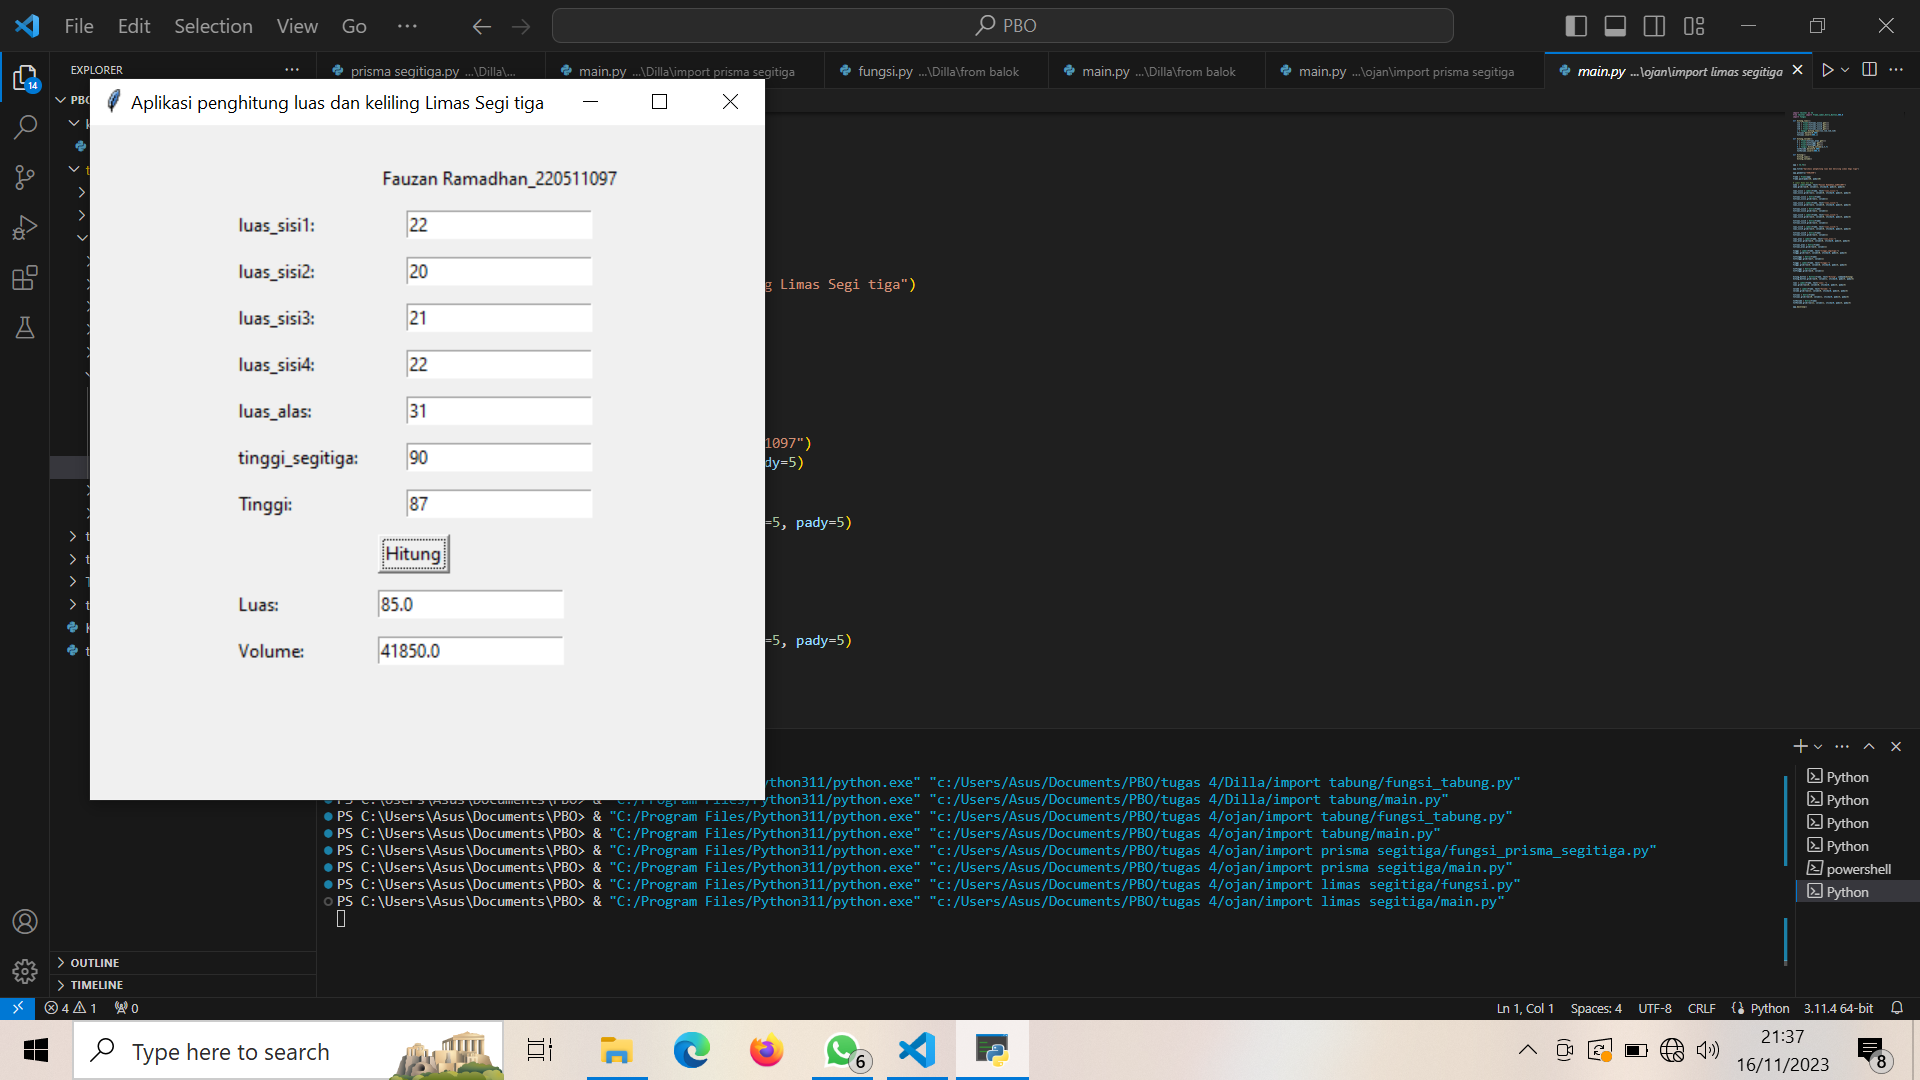 File Edit Selection View Go ··· PBO
EXPLORER ··· prisma segitiga.py ...\Dilla\... main.py ...\Dilla\import prisma segitiga fungsi.py ...\Dilla\from balok main.py ...\Dilla\from balok main.py ...\ojan\import prisma segitiga main.py ...\ojan\import limas segitiga
14
Aplikasi penghitung luas dan keliling Limas Segi tiga
Fauzan Ramadhan_220511097
luas_sisi1: 22
luas_sisi2: 20
g Limas Segi tiga")
luas_sisi3: 21
luas_sisi4: 22
luas_alas: 31
1097")
tinggi_segitiga: 90
dy=5)
Tinggi: 87
=5, pady=5)
Hitung
Luas: 85.0
Volume: 41850.0
=5, pady=5)
ython311/python.exe" "c:/Users/Asus/Documents/PBO/tugas 4/Dilla/import tabung/fungsi_tabung.py"
PS C:\Users\Asus\Documents\PBO> & "C:/Program Files/Python311/python.exe" "c:/Users/Asus/Documents/PBO/tugas 4/Dilla/import tabung/main.py"
PS C:\Users\Asus\Documents\PBO> & "C:/Program Files/Python311/python.exe" "c:/Users/Asus/Documents/PBO/tugas 4/ojan/import tabung/fungsi_tabung.py"
PS C:\Users\Asus\Documents\PBO> & "C:/Program Files/Python311/python.exe" "c:/Users/Asus/Documents/PBO/tugas 4/ojan/import tabung/main.py"
PS C:\Users\Asus\Documents\PBO> & "C:/Program Files/Python311/python.exe" "c:/Users/Asus/Documents/PBO/tugas 4/ojan/import prisma segitiga/fungsi_prisma_segitiga.py"
PS C:\Users\Asus\Documents\PBO> & "C:/Program Files/Python311/python.exe" "c:/Users/Asus/Documents/PBO/tugas 4/ojan/import prisma segitiga/main.py"
PS C:\Users\Asus\Documents\PBO> & "C:/Program Files/Python311/python.exe" "c:/Users/Asus/Documents/PBO/tugas 4/ojan/import limas segitiga/fungsi.py"
PS C:\Users\Asus\Documents\PBO> & "C:/Program Files/Python311/python.exe" "c:/Users/Asus/Documents/PBO/tugas 4/ojan/import limas segitiga/main.py"
Python
Python
Python
Python
powershell
Python
OUTLINE
TIMELINE
4 1 0 Ln 1, Col 1 Spaces: 4 UTF-8 CRLF Python 3.11.4 64-bit
Type here to search 6 21:37
16/11/2023 8